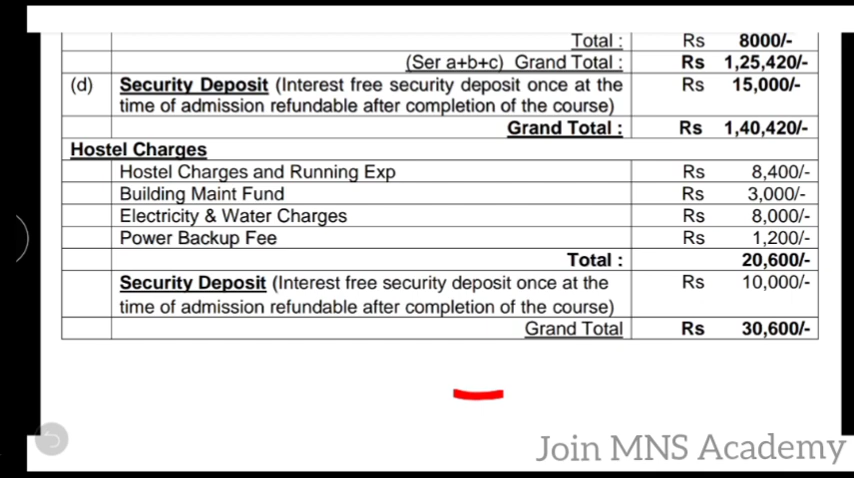 Total : Rs 8000/-
(Ser a+b+c) Grand Total : Rs 1,25,420/-
(d) Security Deposit (Interest free security deposit once at the Rs 15,000/-
time of admission refundable after completion of the course)
Grand Total : Rs 1,40,420/-
Hostel Charges
Hostel Charges and Running Exp Rs 8,400/-
Building Maint Fund Rs 3,000/-
Electricity & Water Charges Rs 8,000/-
Power Backup Fee Rs 1,200/-
Total : 20,600/-
Security Deposit (Interest free security deposit once at the Rs 10,000/-
time of admission refundable after completion of the course)
Grand Total Rs 30,600/-
Join MNS Academy